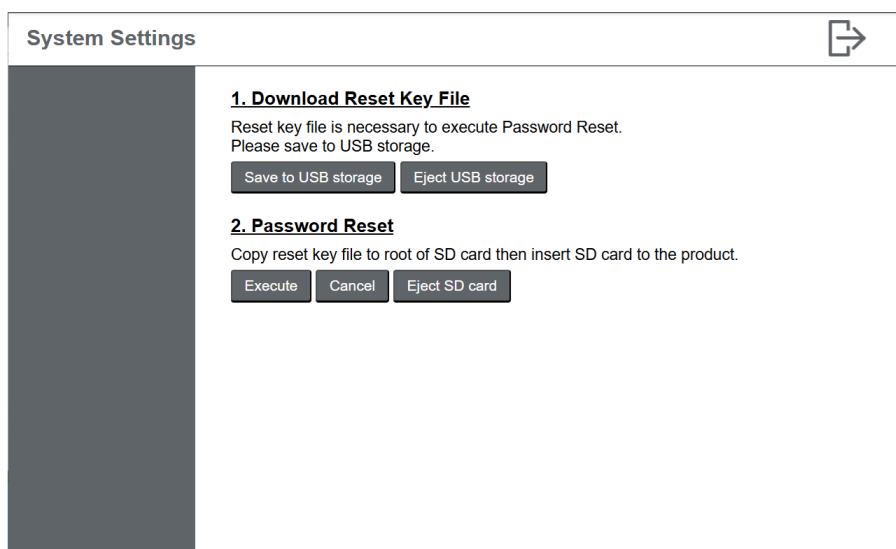 System Settings
1. Download Reset Key File
Reset key file is necessary to execute Password Reset.
Please save to USB storage.
Save to USB storage Eject USB storage
2. Password Reset
Copy reset key file to root of SD card then insert SD card to the product.
Execute Cancel Eject SD card